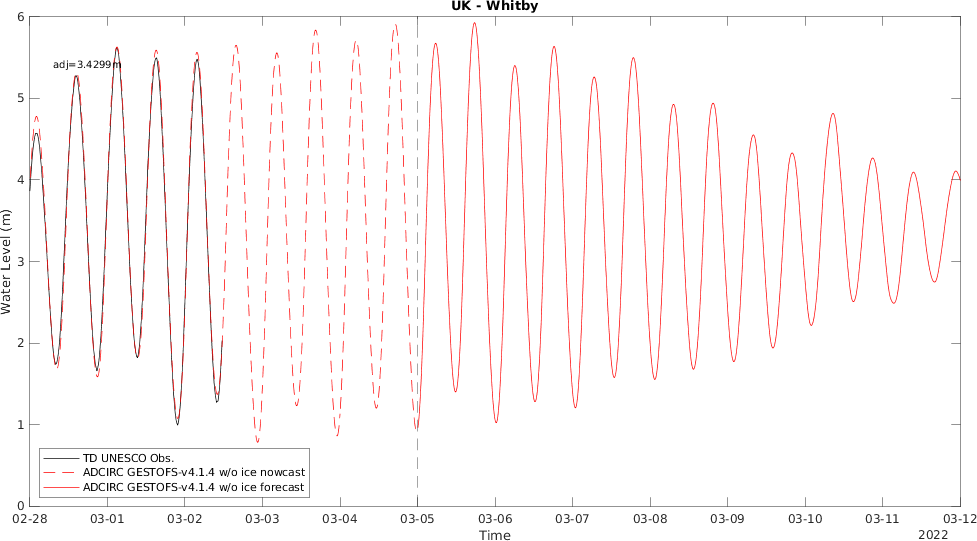 UK - Whitby
6
5
4
3
2
1
0
Water Level (m)
adj=3.4299m
TD UNESCO Obs.
ADCIRC GESTOFS-v4.1.4 w/o ice nowcast
ADCIRC GESTOFS-v4.1.4 w/o ice forecast
02-28 03-01 03-02 03-03 03-04 03-05 03-06 03-07 03-08 03-09 03-10 03-11 03-12
Time
2022